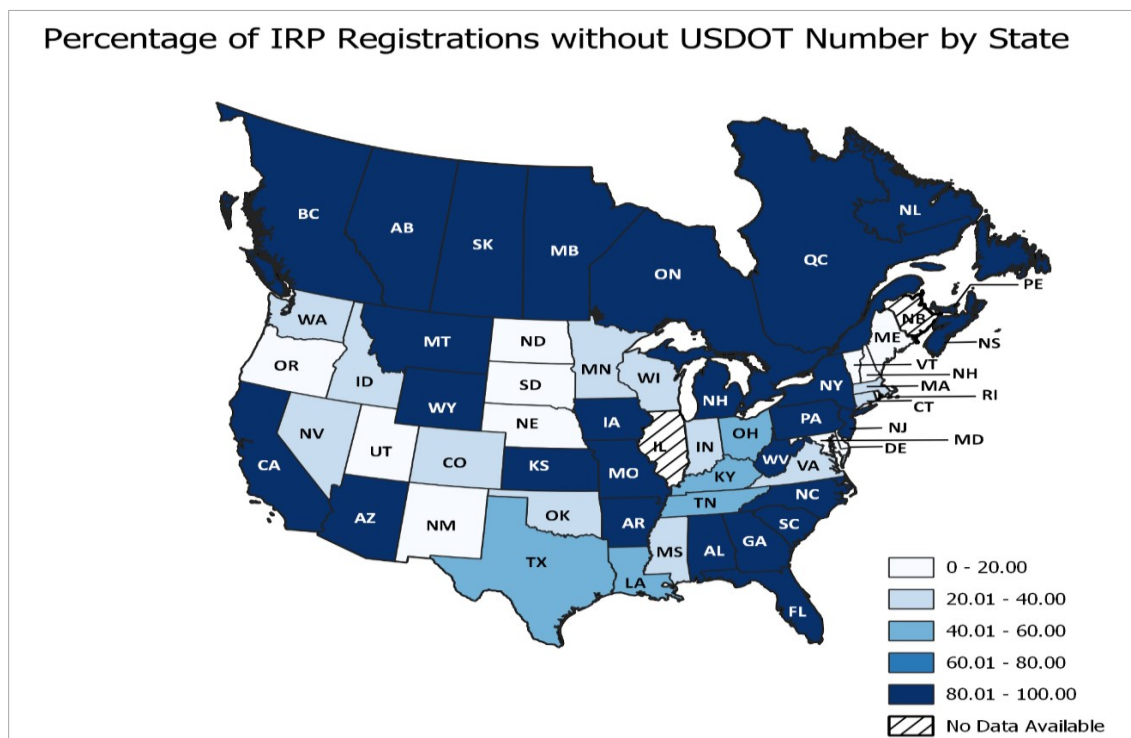 Percentage of IRP Registrations without USDOT Number by State
BC
AB
SK
MB
ON
QC
NL
PE
NB
NS
WA
MT
ND
MN
ME
VT
NH
OR
ID
SD
WI
NY
MA
RI
WY
NH
CT
NV
UT
NE
IA
IL
IN
OH
PA
NJ
MD
DE
CA
CO
KS
MO
KY
WV
VA
AZ
NM
OK
AR
TN
NC
TX
LA
MS
AL
GA
SC
FL
0 - 20.00
20.01 - 40.00
40.01 - 60.00
60.01 - 80.00
80.01 - 100.00
No Data Available